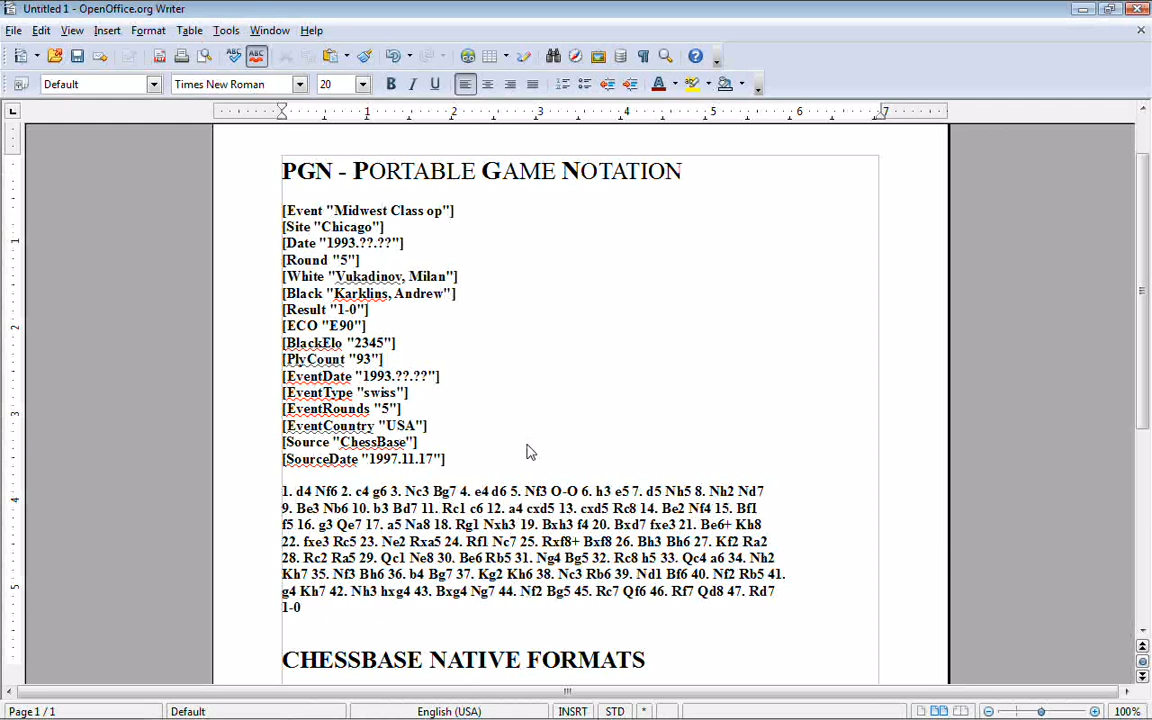 Untitled 1 - OpenOffice.org Writer
File Edit View Insert Format Table Tools Window Help
Default Times New Roman 20 B I U
1 2 3 4 5 6 7
PGN - PORTABLE GAME NOTATION
[Event "Midwest Class op"]
[Site "Chicago"]
[Date "1993.??.??"]
[Round "5"]
[White "Vukadinov, Milan"]
[Black "Karklins, Andrew"]
[Result "1-0"]
[ECO "E90"]
[BlackElo "2345"]
[PlyCount "93"]
[EventDate "1993.??.??"]
[EventType "swiss"]
[EventRounds "5"]
[EventCountry "USA"]
[Source "ChessBase"]
[SourceDate "1997.11.17"]
1. d4 Nf6 2. c4 g6 3. Nc3 Bg7 4. e4 d6 5. Nf3 O-O 6. h3 e5 7. d5 Nh5 8. Nh2 Nd7
9. Be3 Nb6 10. b3 Bd7 11. Rc1 c6 12. a4 cxd5 13. cxd5 Rc8 14. Be2 Nf4 15. Bf1
f5 16. g3 Qe7 17. a5 Na8 18. Rg1 Nxh3 19. Bxh3 f4 20. Bxd7 fxe3 21. Be6+ Kh8
22. fxe3 Rc5 23. Ne2 Rxa5 24. Rf1 Nc7 25. Rxf8+ Bxf8 26. Bh3 Bh6 27. Kf2 Ra2
28. Rc2 Ra5 29. Qc1 Ne8 30. Be6 Rb5 31. Ng4 Bg5 32. Rc8 h5 33. Qc4 a6 34. Nh2
Kh7 35. Nf3 Bh6 36. b4 Bg7 37. Kg2 Kh6 38. Nc3 Rb6 39. Nd1 Bf6 40. Nf2 Rb5 41.
g4 Kh7 42. Nh3 hxg4 43. Bxg4 Ng7 44. Nf2 Bg5 45. Rc7 Qf6 46. Rf7 Qd8 47. Rd7
1-0
CHESSBASE NATIVE FORMATS
Page 1 / 1 Default English (USA) INSRT STD * 100%